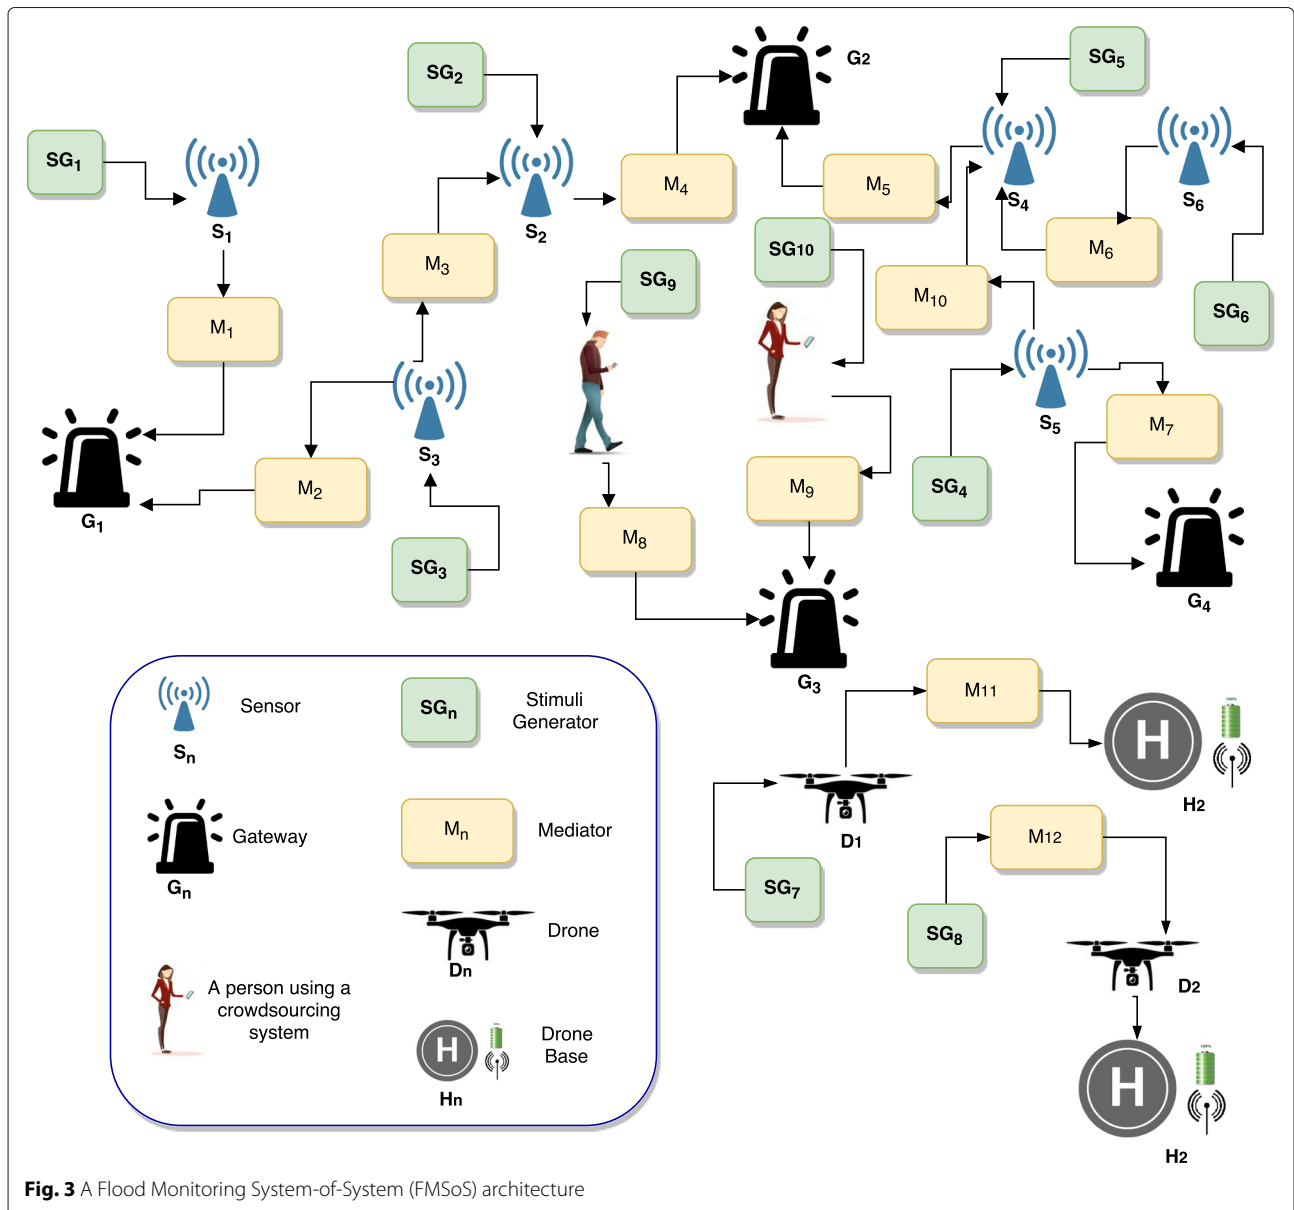 G2
SG5
SG2
SG1
M4
M5
S4
S6
S1
S2
M3
SG9
SG10
M6
M10
SG6
M1
S5
M7
S3
M2
G1
M9
SG4
M8
SG3
G4
G3
M11
Sensor
Sn
SGn
Stimuli
Generator
100%
H2
Gateway
Gn
Mn
Mediator
D1
M12
SG7
SG8
Drone
Dn
D2
A person using a
crowdsourcing
system
Drone
Base
Hn
100%
H2
H
H
H
Fig. 3 A Flood Monitoring System-of-System (FMSoS) architecture